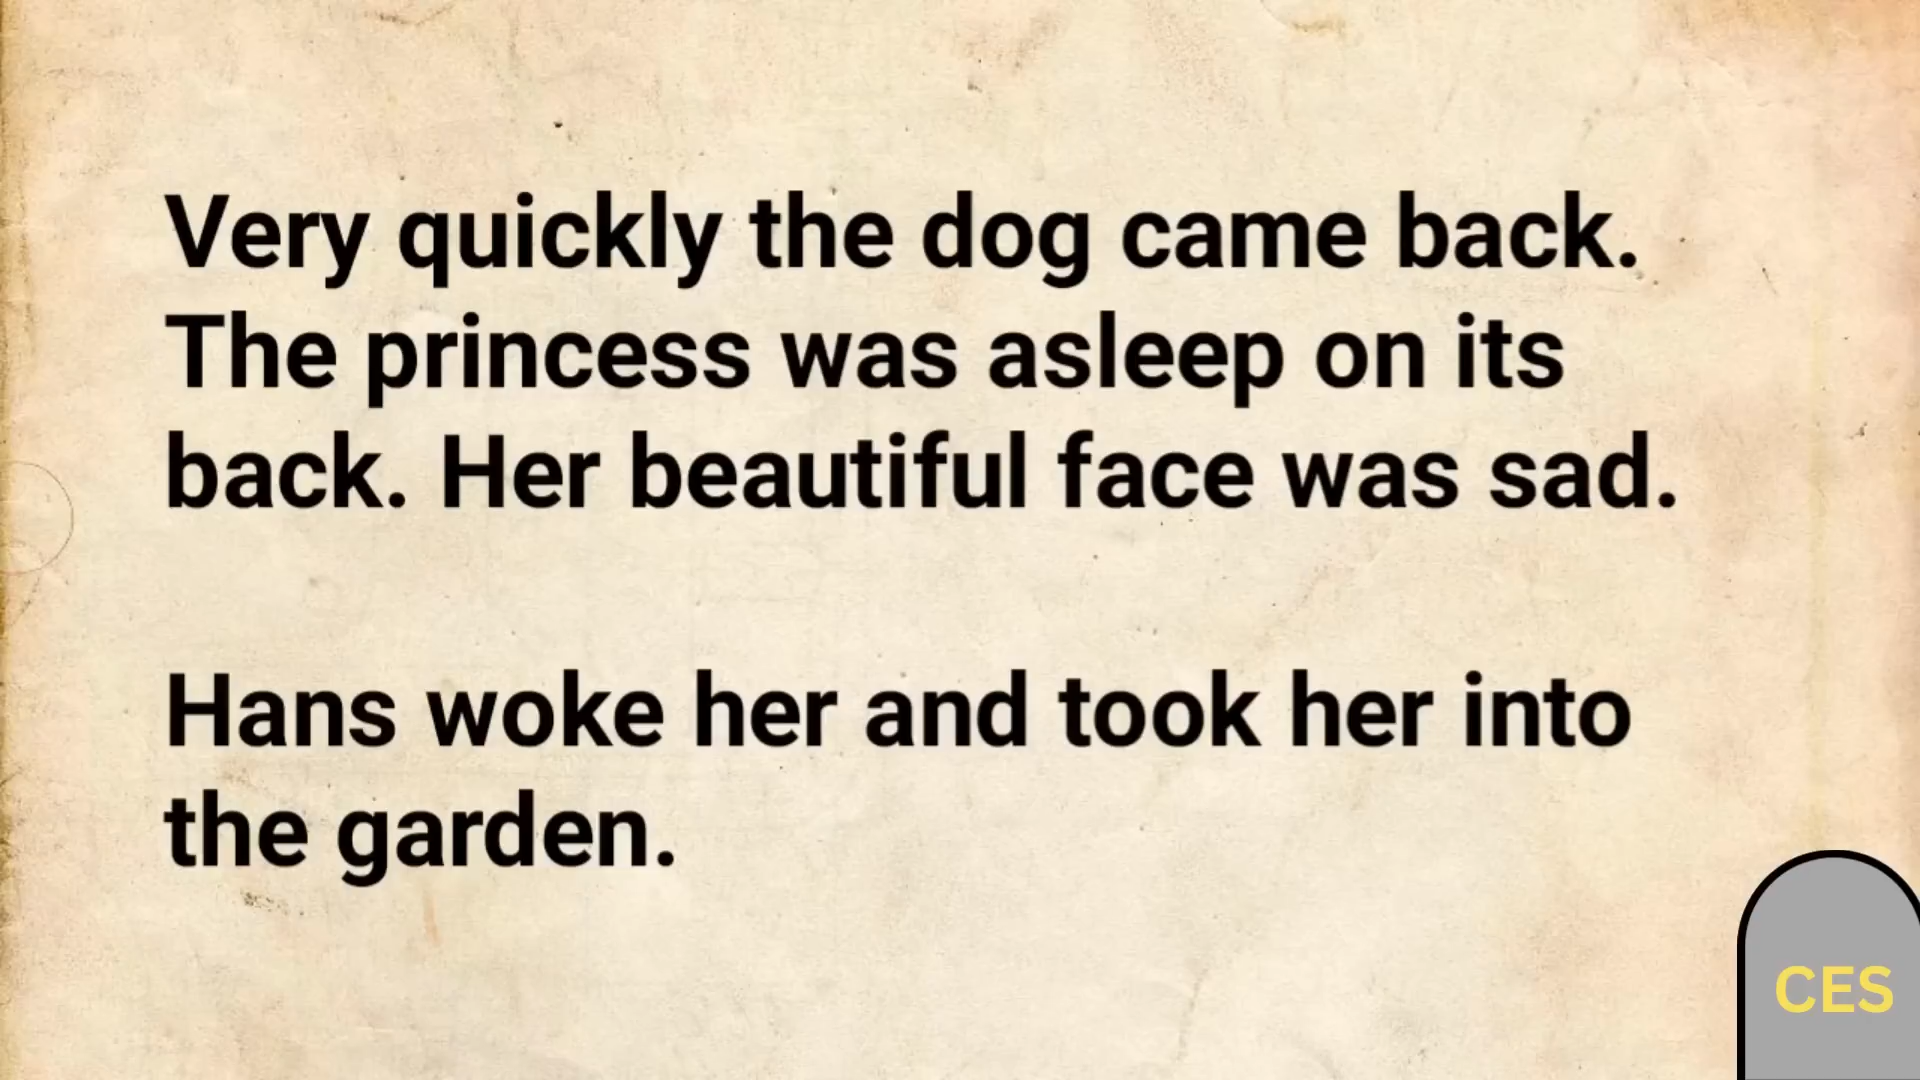 Very quickly the dog came back.
The princess was asleep on its
back. Her beautiful face was sad.
Hans woke her and took her into
the garden.
CES